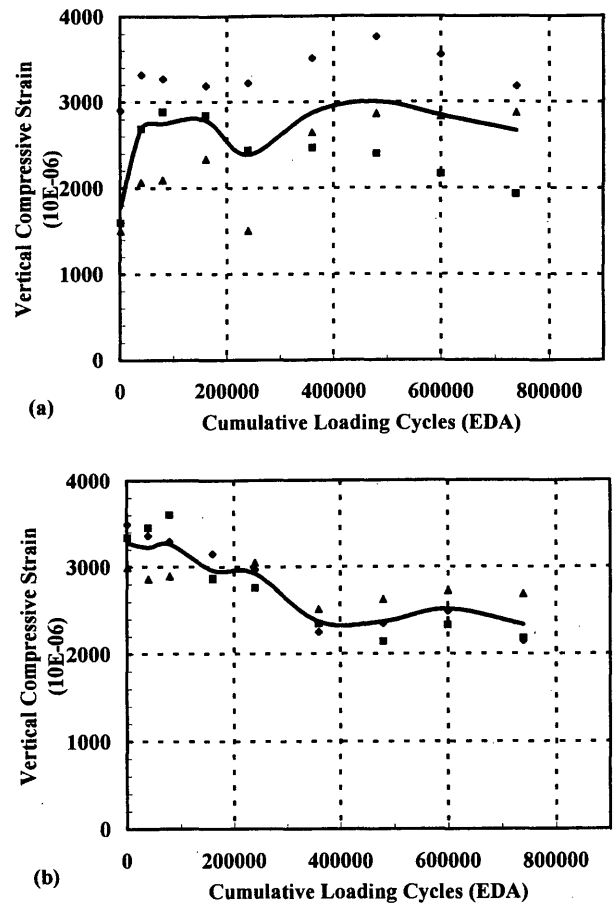 4000
3000
2000
1000
0
Vertical Compressive Strain
(10E-06)
0 200000 400000 600000 800000
(a)
Cumulative Loading Cycles (EDA)
4000
3000
2000
1000
0
Vertical Compressive Strain
(10E-06)
0 200000 400000 600000 800000
(b)
Cumulative Loading Cycles (EDA)